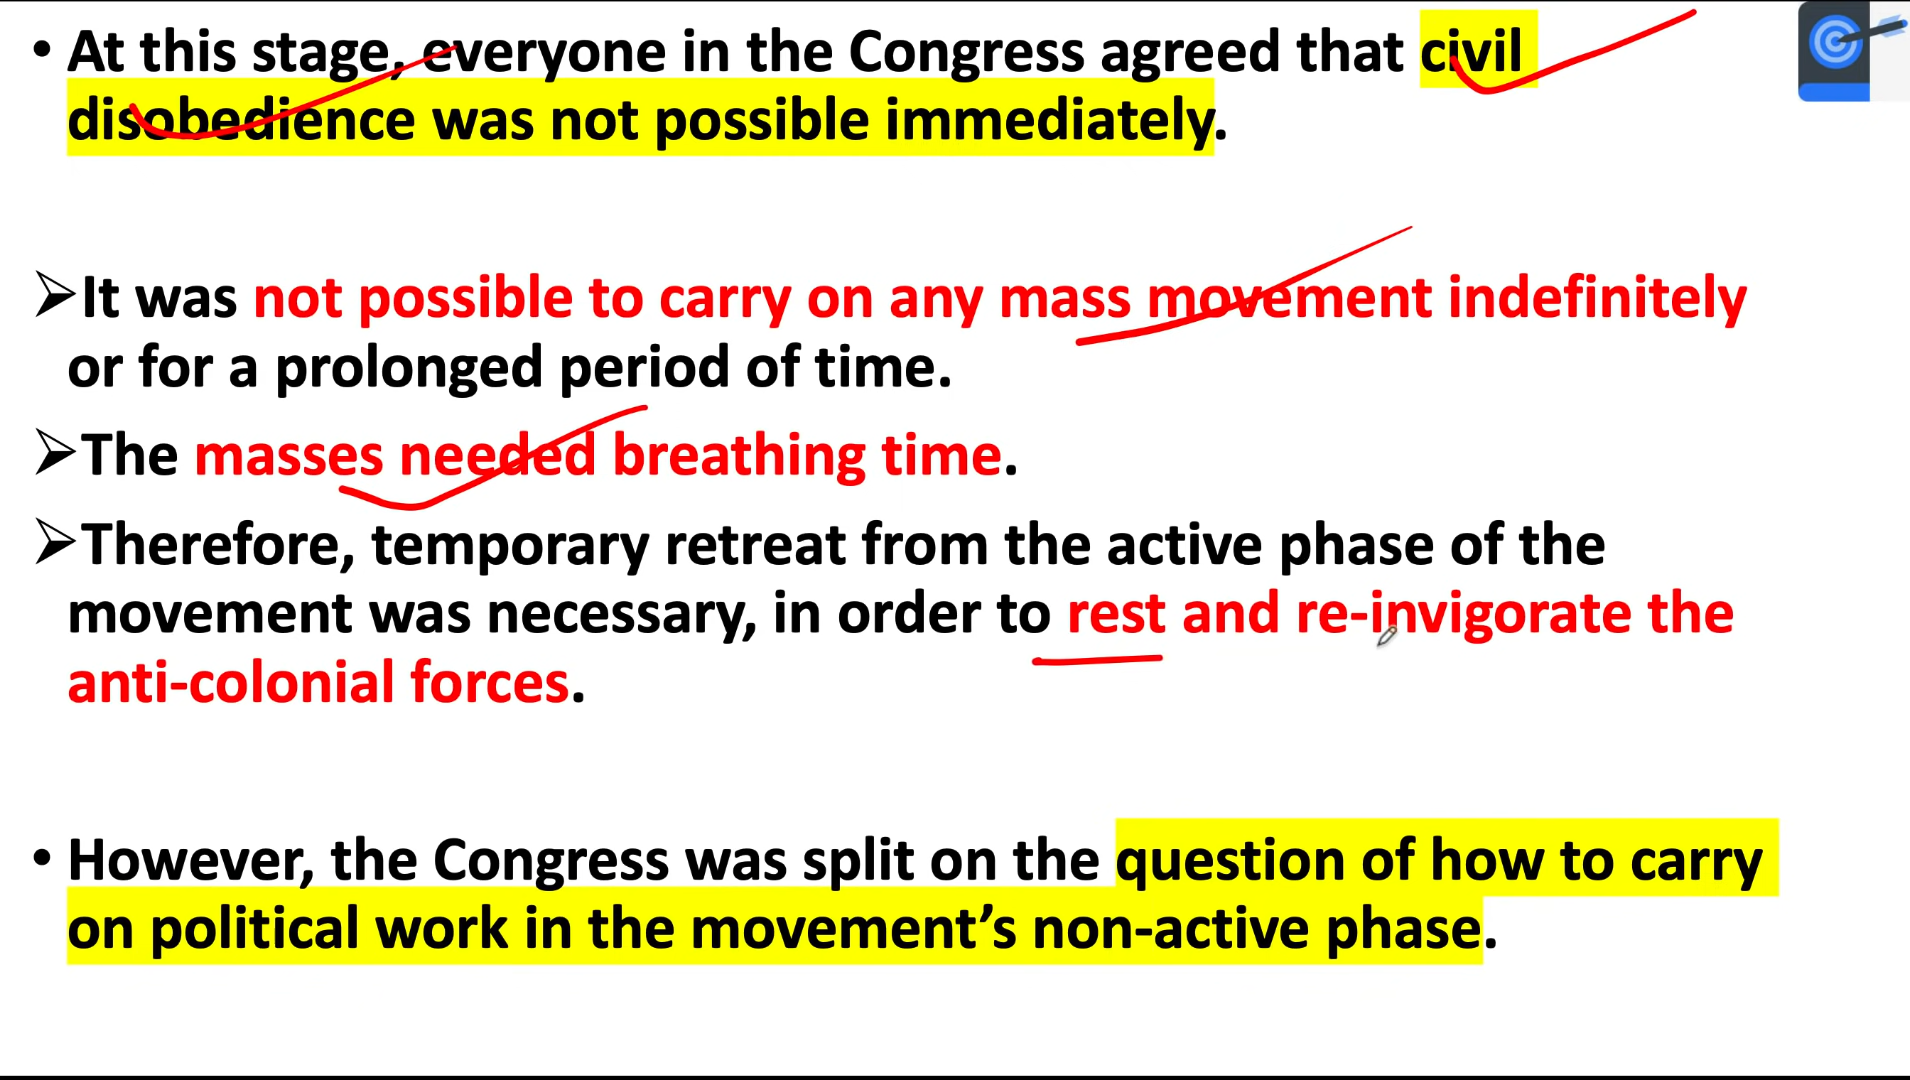 • At this stage, everyone in the Congress agreed that civil
disobedience was not possible immediately.
➢It was not possible to carry on any mass movement indefinitely
or for a prolonged period of time.
➢The masses needed breathing time.
➢Therefore, temporary retreat from the active phase of the
movement was necessary, in order to rest and re-invigorate the
anti-colonial forces.
• However, the Congress was split on the question of how to carry
on political work in the movement’s non-active phase.